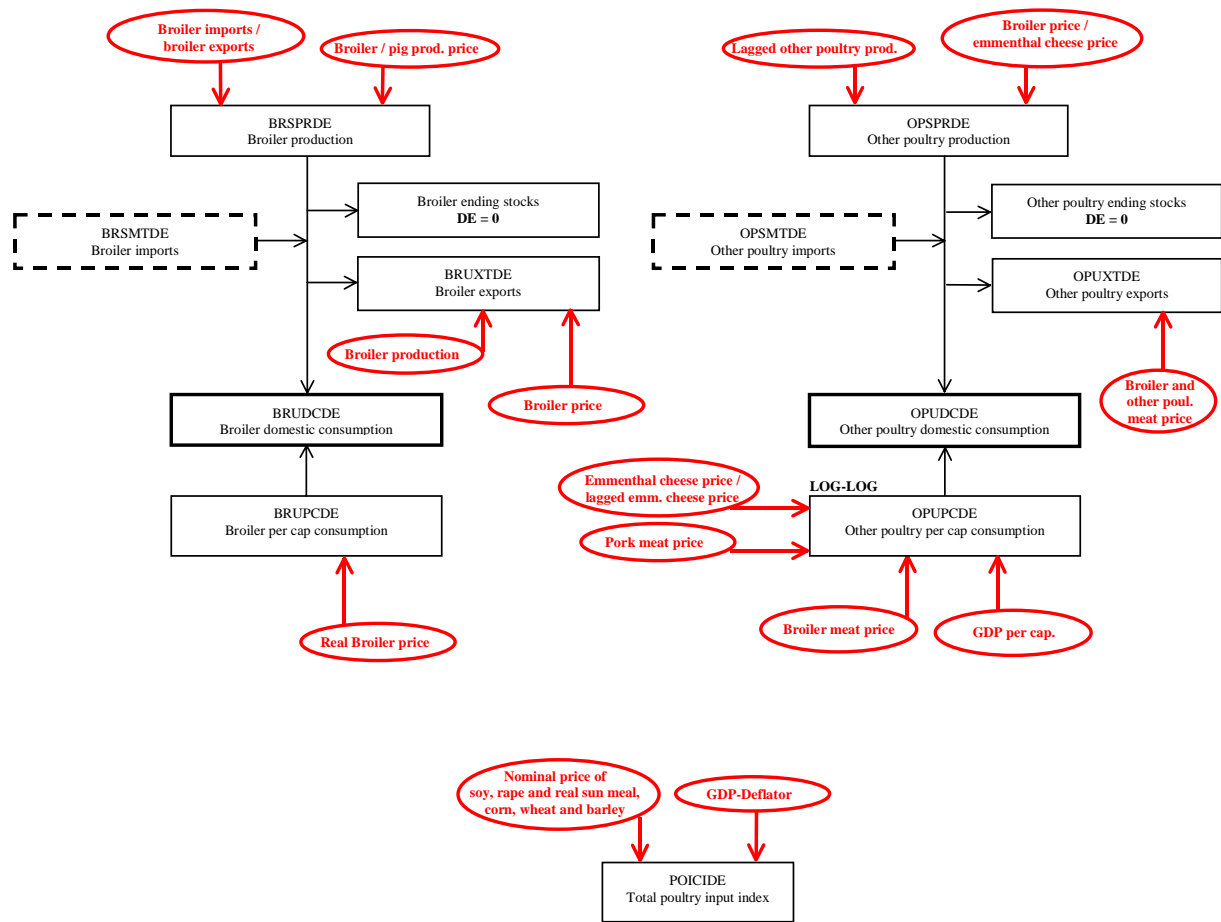 Broiler imports /
broiler exports
Broiler / pig prod. price
Lagged other poultry prod.
Broiler price /
emmenthal cheese price
BRSPRDE
Broiler production
OPSPRDE
Other poultry production
Broiler ending stocks
DE = 0
Other poultry ending stocks
DE = 0
BRSMTDE
Broiler imports
OPSMTDE
Other poultry imports
BRUXTDE
Broiler exports
OPUXTDE
Other poultry exports
Broiler production
Broiler price
Broiler and
other poul.
meat price
BRUDCDE
Broiler domestic consumption
OPUDCDE
Other poultry domestic consumption
Emmenthal cheese price /
lagged emm. cheese price
LOG-LOG
BRUPCDE
Broiler per cap consumption
OPUPCDE
Other poultry per cap consumption
Pork meat price
Real Broiler price
Broiler meat price
GDP per cap.
Nominal price of
soy, rape and real sun meal,
corn, wheat and barley
GDP-Deflator
POICIDE
Total poultry input index